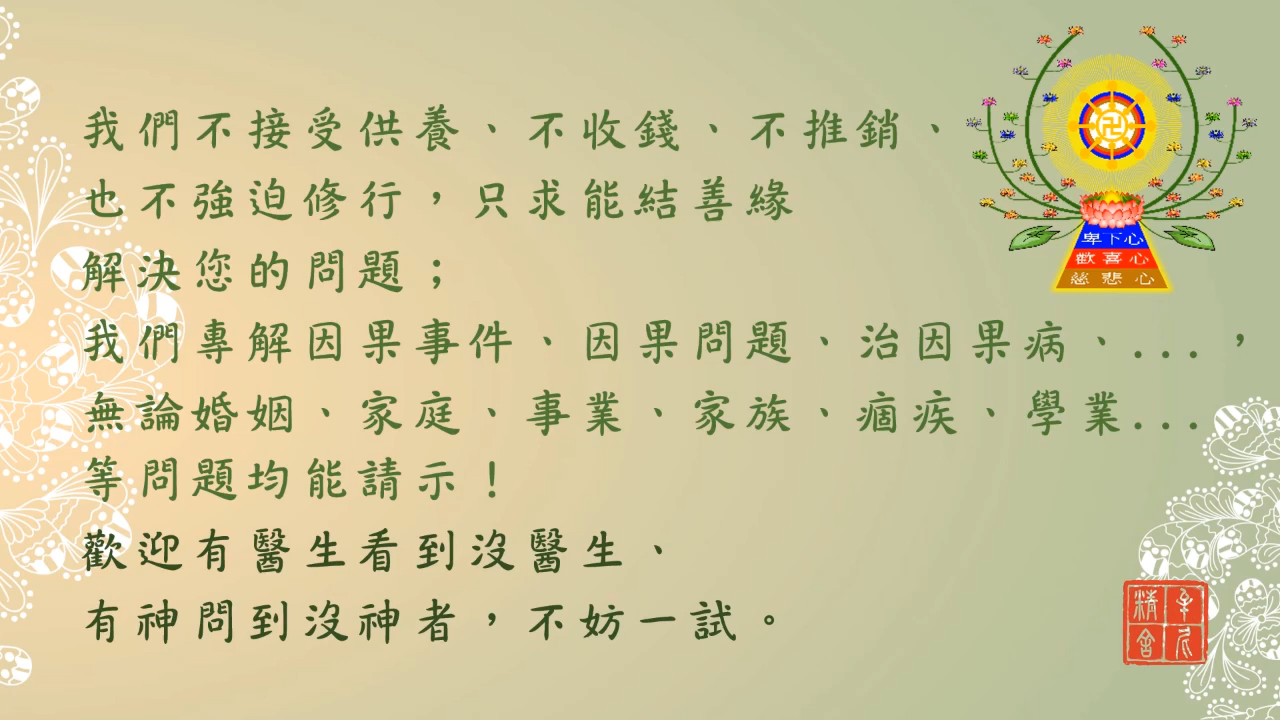 我們不接受供養、不收錢、不推銷、
也不強迫修行，只求能結善緣
解決您的問題；
我們專解因果事件、因果問題、治因果病、...，
無論婚姻、家庭、事業、家族、痼疾、學業...
等問題均能請示！
歡迎有醫生看到沒醫生、
有神問到沒神者，不妨一試。
卍
卑下心
歡喜心
慈悲心
精舍